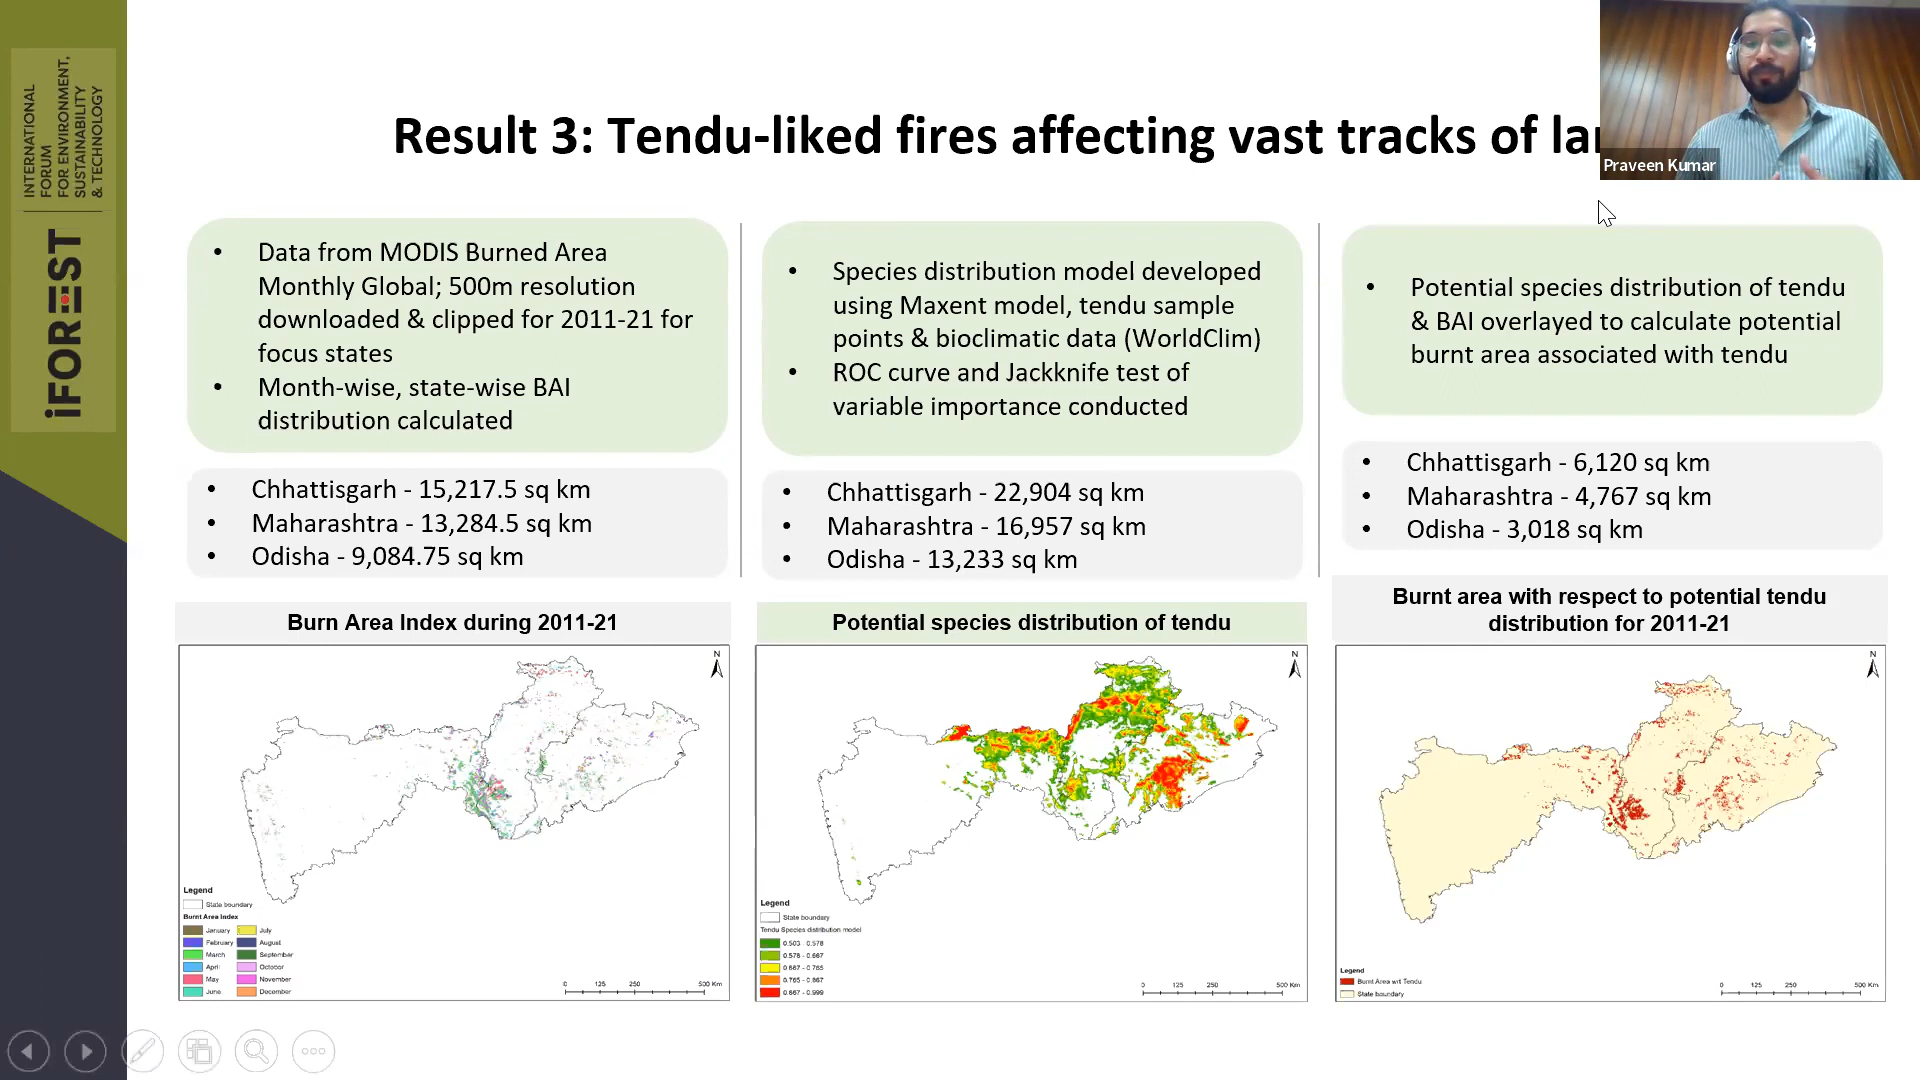 INTERNATIONAL
FORUM
FOR ENVIRONMENT,
SUSTAINABILITY
& TECHNOLOGY
iFOREST
Result 3: Tendu-liked fires affecting vast tracks of la
Praveen Kumar
• Data from MODIS Burned Area
Monthly Global; 500m resolution
downloaded & clipped for 2011-21 for
focus states
• Month-wise, state-wise BAI
distribution calculated
• Chhattisgarh - 15,217.5 sq km
• Maharashtra - 13,284.5 sq km
• Odisha - 9,084.75 sq km
Burn Area Index during 2011-21
N
Legend
State boundary
Burnt Area Index
January July
February August
March September
April October
May November
June December
0 125 250 500 Km
• Species distribution model developed
using Maxent model, tendu sample
points & bioclimatic data (WorldClim)
• ROC curve and Jackknife test of
variable importance conducted
• Chhattisgarh - 22,904 sq km
• Maharashtra - 16,957 sq km
• Odisha - 13,233 sq km
Potential species distribution of tendu
N
Legend
State boundary
Tendu Species distribution model
0.503 - 0.578
0.578 - 0.667
0.667 - 0.765
0.765 - 0.867
0.867 - 0.999
0 125 250 500 Km
• Potential species distribution of tendu
& BAI overlayed to calculate potential
burnt area associated with tendu
• Chhattisgarh - 6,120 sq km
• Maharashtra - 4,767 sq km
• Odisha - 3,018 sq km
Burnt area with respect to potential tendu
distribution for 2011-21
N
Legend
Burnt Area wrt Tendu
State boundary
0 125 250 500 Km